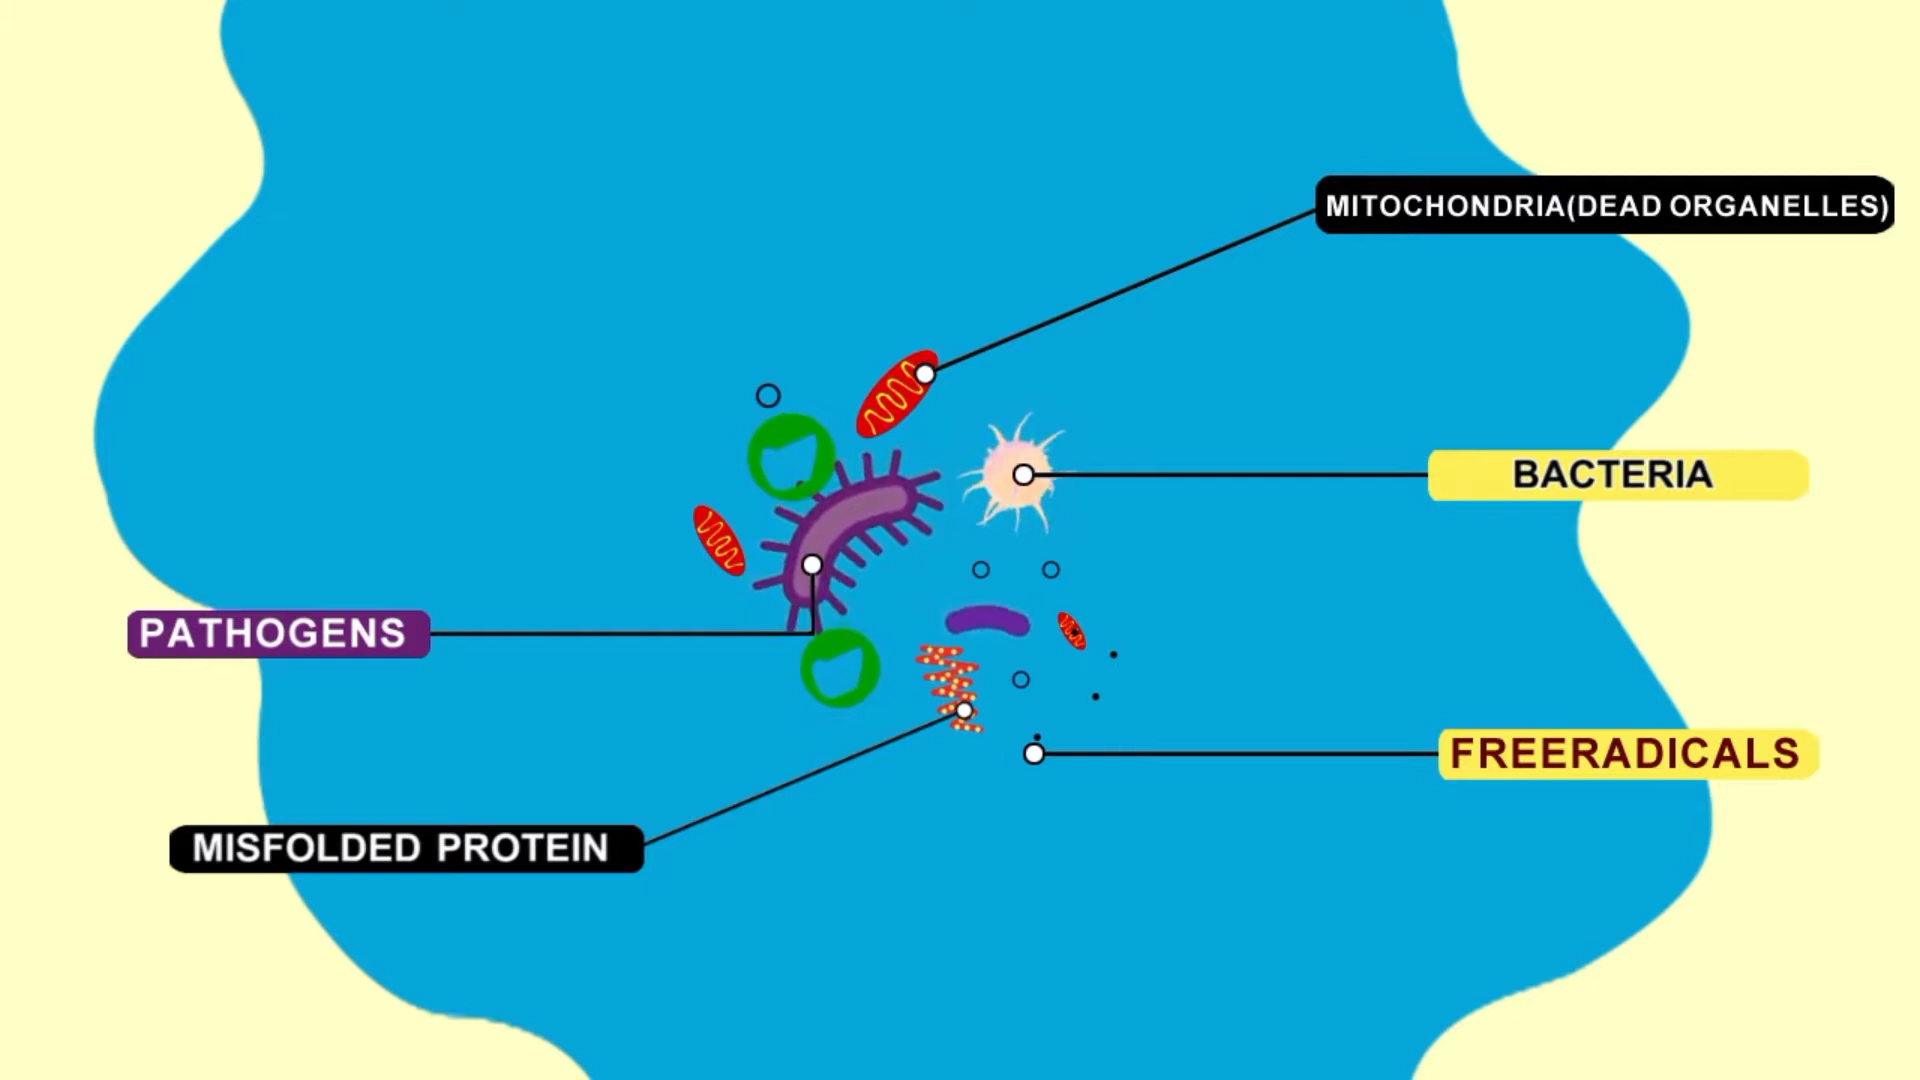 MITOCHONDRIA(DEAD ORGANELLES)
BACTERIA
PATHOGENS
FREERADICALS
MISFOLDED PROTEIN